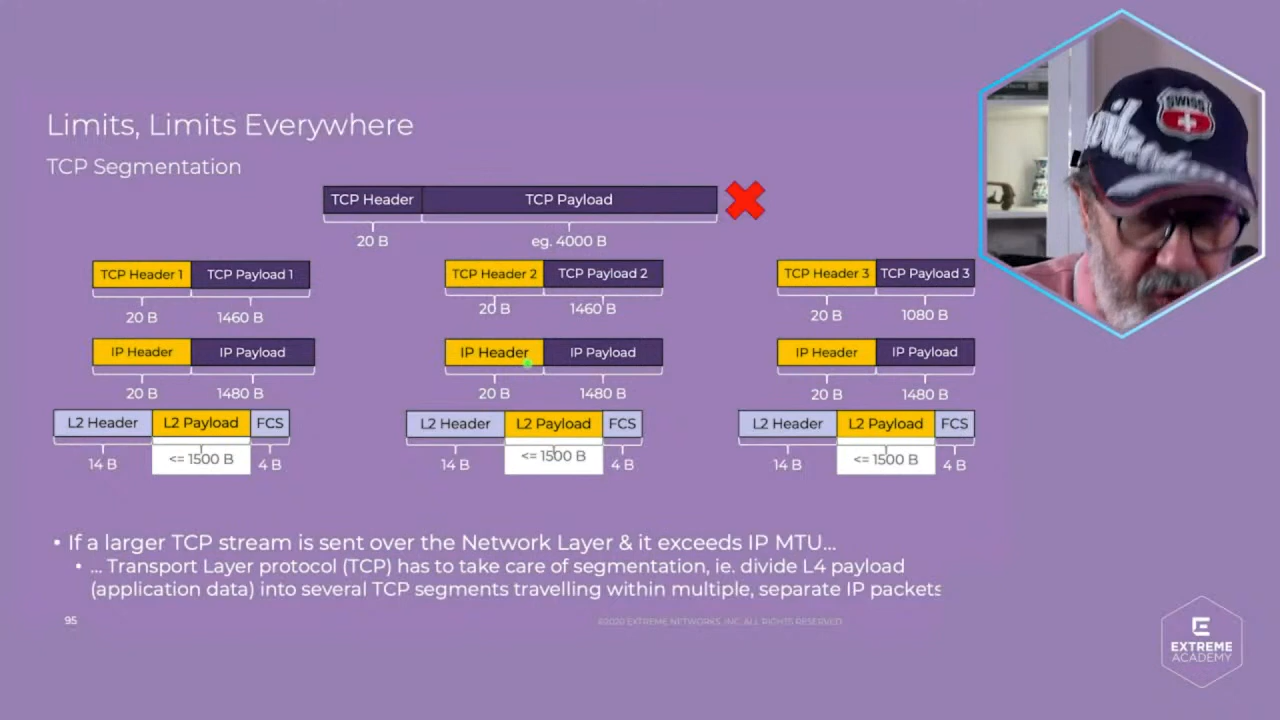 Limits, Limits Everywhere
TCP Segmentation
TCP Header TCP Payload
20 B eg. 4000 B
TCP Header 1 TCP Payload 1 TCP Header 2 TCP Payload 2 TCP Header 3 TCP Payload 3
20 B 1460 B 20 B 1460 B 20 B 1080 B
IP Header IP Payload IP Header IP Payload IP Header IP Payload
20 B 1480 B 20 B 1480 B 20 B 1480 B
L2 Header L2 Payload FCS L2 Header L2 Payload FCS L2 Header L2 Payload FCS
14 B <= 1500 B 4 B 14 B <= 1500 B 4 B 14 B <= 1500 B 4 B
• If a larger TCP stream is sent over the Network Layer & it exceeds IP MTU...
• ... Transport Layer protocol (TCP) has to take care of segmentation, ie. divide L4 payload
(application data) into several TCP segments travelling within multiple, separate IP packets
95 ©2020 EXTREME NETWORKS, INC. ALL RIGHTS RESERVED
SWISS
EXTREME
ACADEMY